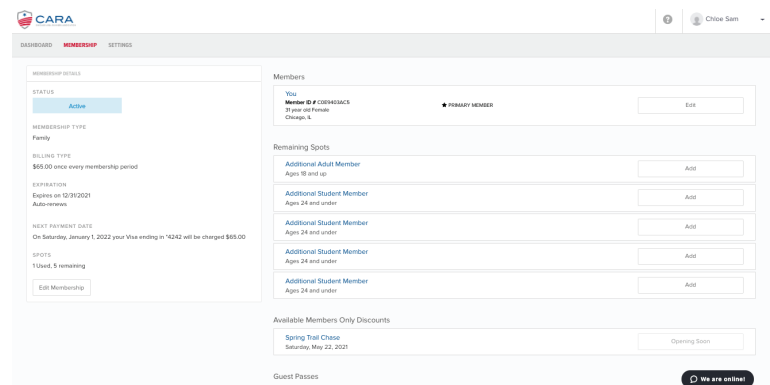 CARA
Chloe Sam
DASHBOARD MEMBERSHIP SETTINGS
MEMBERSHIP DETAILS
STATUS
Active
MEMBERSHIP TYPE
Family
BILLING TYPE
$65.00 once every membership period
EXPIRATION
Expires on 12/31/2021
Auto-renews
NEXT PAYMENT DATE
On Saturday, January 1, 2022 your Visa ending in *4242 will be charged $65.00
SPOTS
1 Used, 5 remaining
Edit Membership
Members
You
Member ID # C0E9403AC5
31 year old Female
Chicago, IL
★ PRIMARY MEMBER
Edit
Remaining Spots
Additional Adult Member
Ages 18 and up
Add
Additional Student Member
Ages 24 and under
Add
Additional Student Member
Ages 24 and under
Add
Additional Student Member
Ages 24 and under
Add
Additional Student Member
Ages 24 and under
Add
Available Members Only Discounts
Spring Trail Chase
Saturday, May 22, 2021
Opening Soon
Guest Passes
We are online!